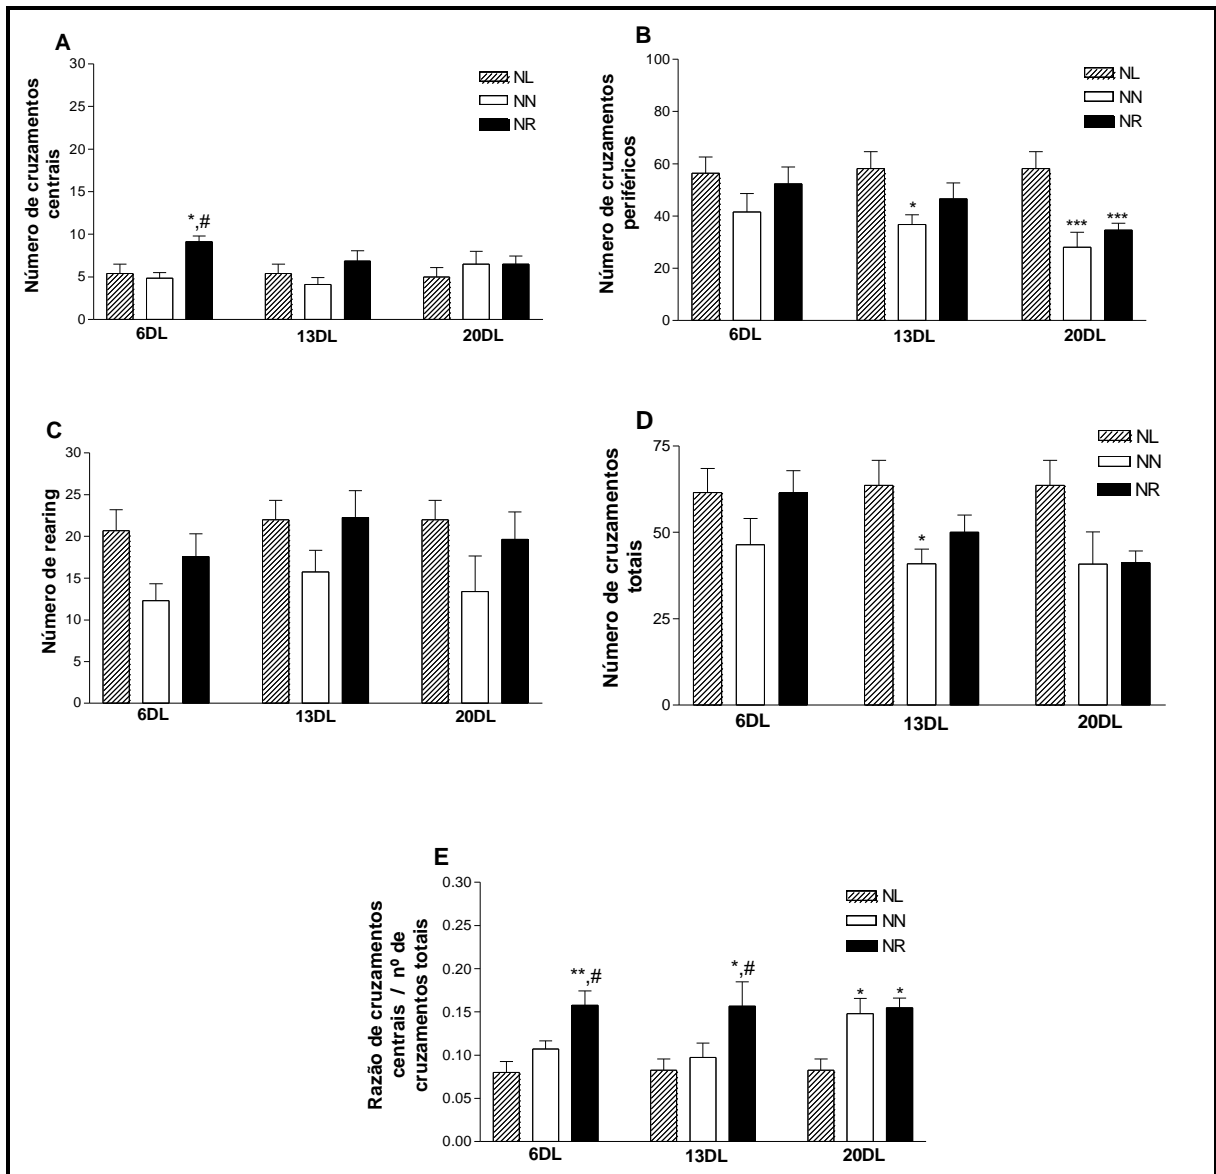 A
Número de cruzamentos
centrais
30
25
20
15
10
5
0
NL
NN
NR
*,#
6DL
13DL
20DL
B
Número de cruzamentos
periféricos
100
80
60
40
20
0
NL
NN
NR
*
***
***
6DL
13DL
20DL
C
Número de rearing
30
25
20
15
10
5
0
6DL
13DL
20DL
D
Número de cruzamentos
totais
75
50
25
0
NL
NN
NR
*
6DL
13DL
20DL
E
Razão de cruzamentos
centrais / nº de
cruzamentos totais
0.30
0.25
0.20
0.15
0.10
0.05
0.00
NL
NN
NR
**,#
*,#
*
*
6DL
13DL
20DL